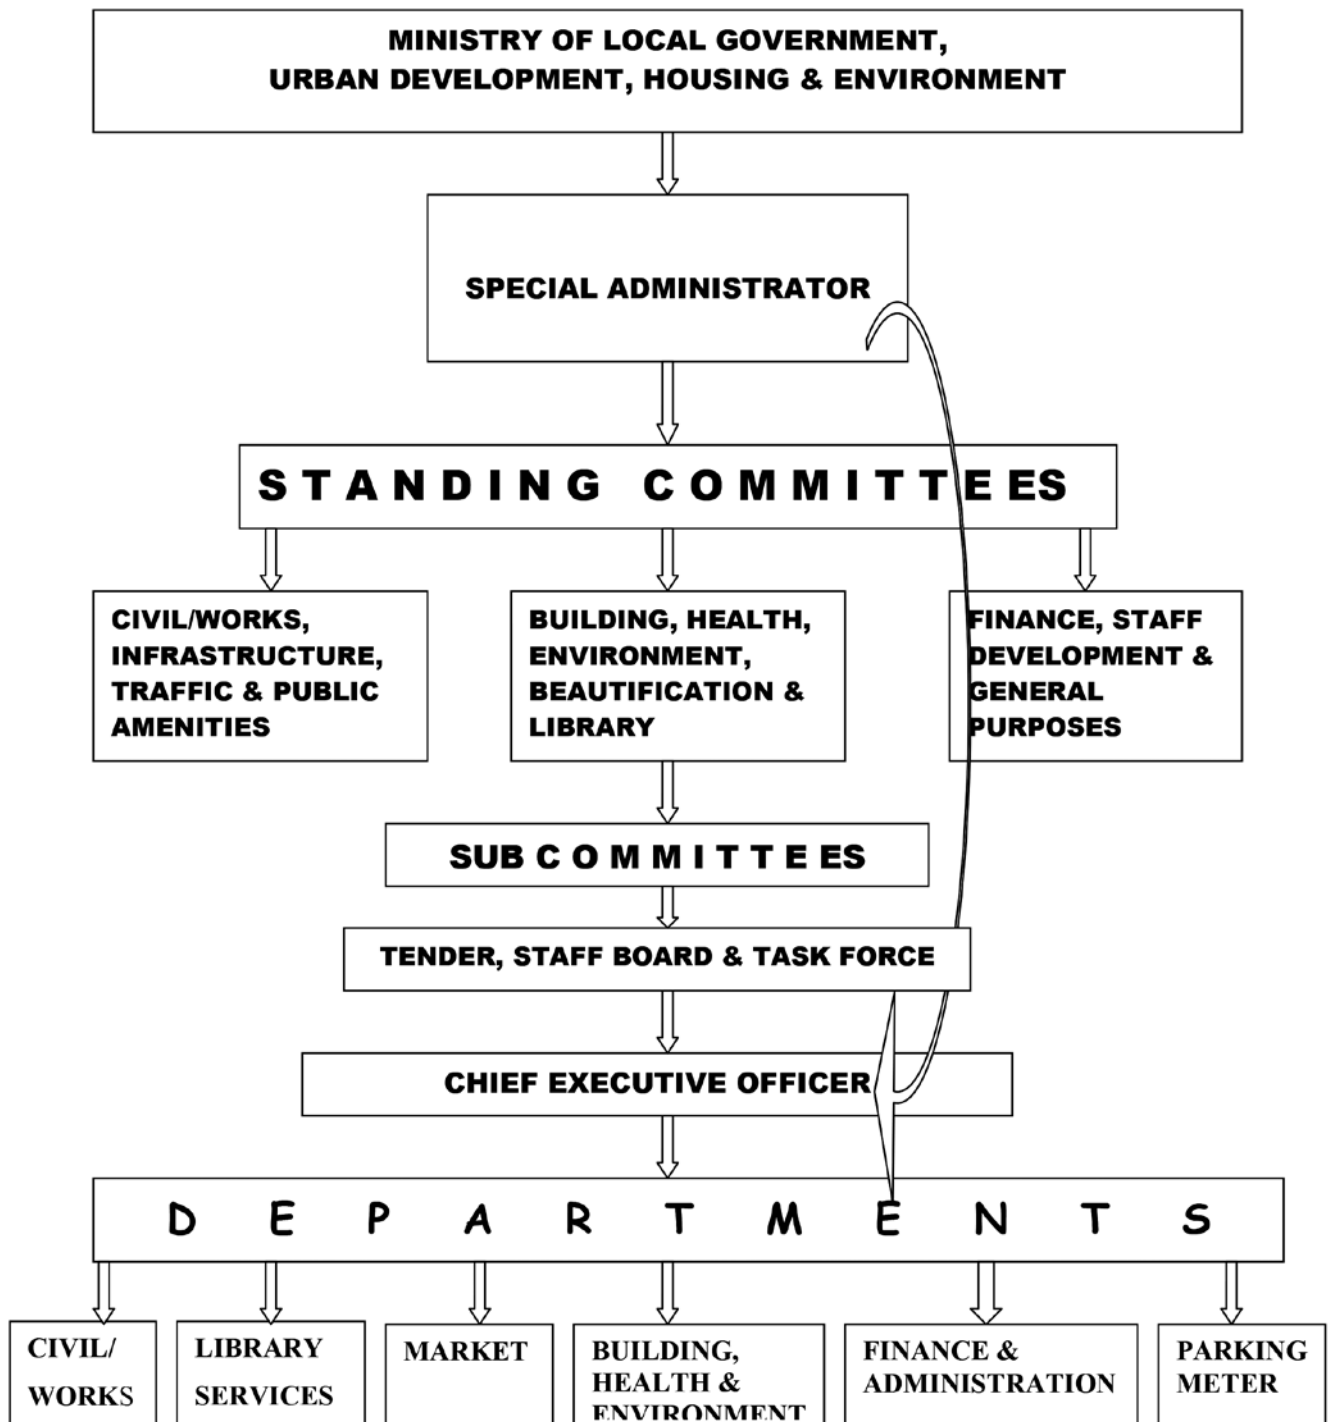 MINISTRY OF LOCAL GOVERNMENT,
URBAN DEVELOPMENT, HOUSING & ENVIRONMENT
SPECIAL ADMINISTRATOR
STANDING COMMITTEES
CIVIL/WORKS,
INFRASTRUCTURE,
TRAFFIC & PUBLIC
AMENITIES
BUILDING, HEALTH,
ENVIRONMENT,
BEAUTIFICATION &
LIBRARY
FINANCE, STAFF
DEVELOPMENT &
GENERAL
PURPOSES
SUB COMMITTEES
TENDER, STAFF BOARD & TASK FORCE
CHIEF EXECUTIVE OFFICER
DEPARTMENTS
CIVIL/
WORKS
LIBRARY
SERVICES
MARKET
BUILDING,
HEALTH &
ENVIRONMENT
FINANCE &
ADMINISTRATION
PARKING
METER